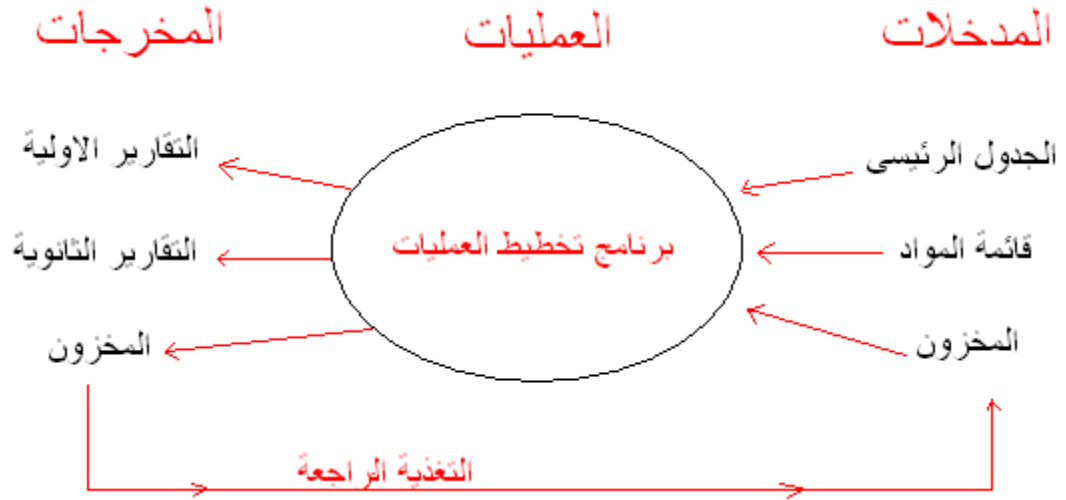 المدخلات
العمليات
المخرجات
الجدول الرئيسى
التقارير الاولية
برنامج تخطيط العمليات
قائمة المواد
التقارير الثانوية
المخزون
المخزون
التغذية الراجعة